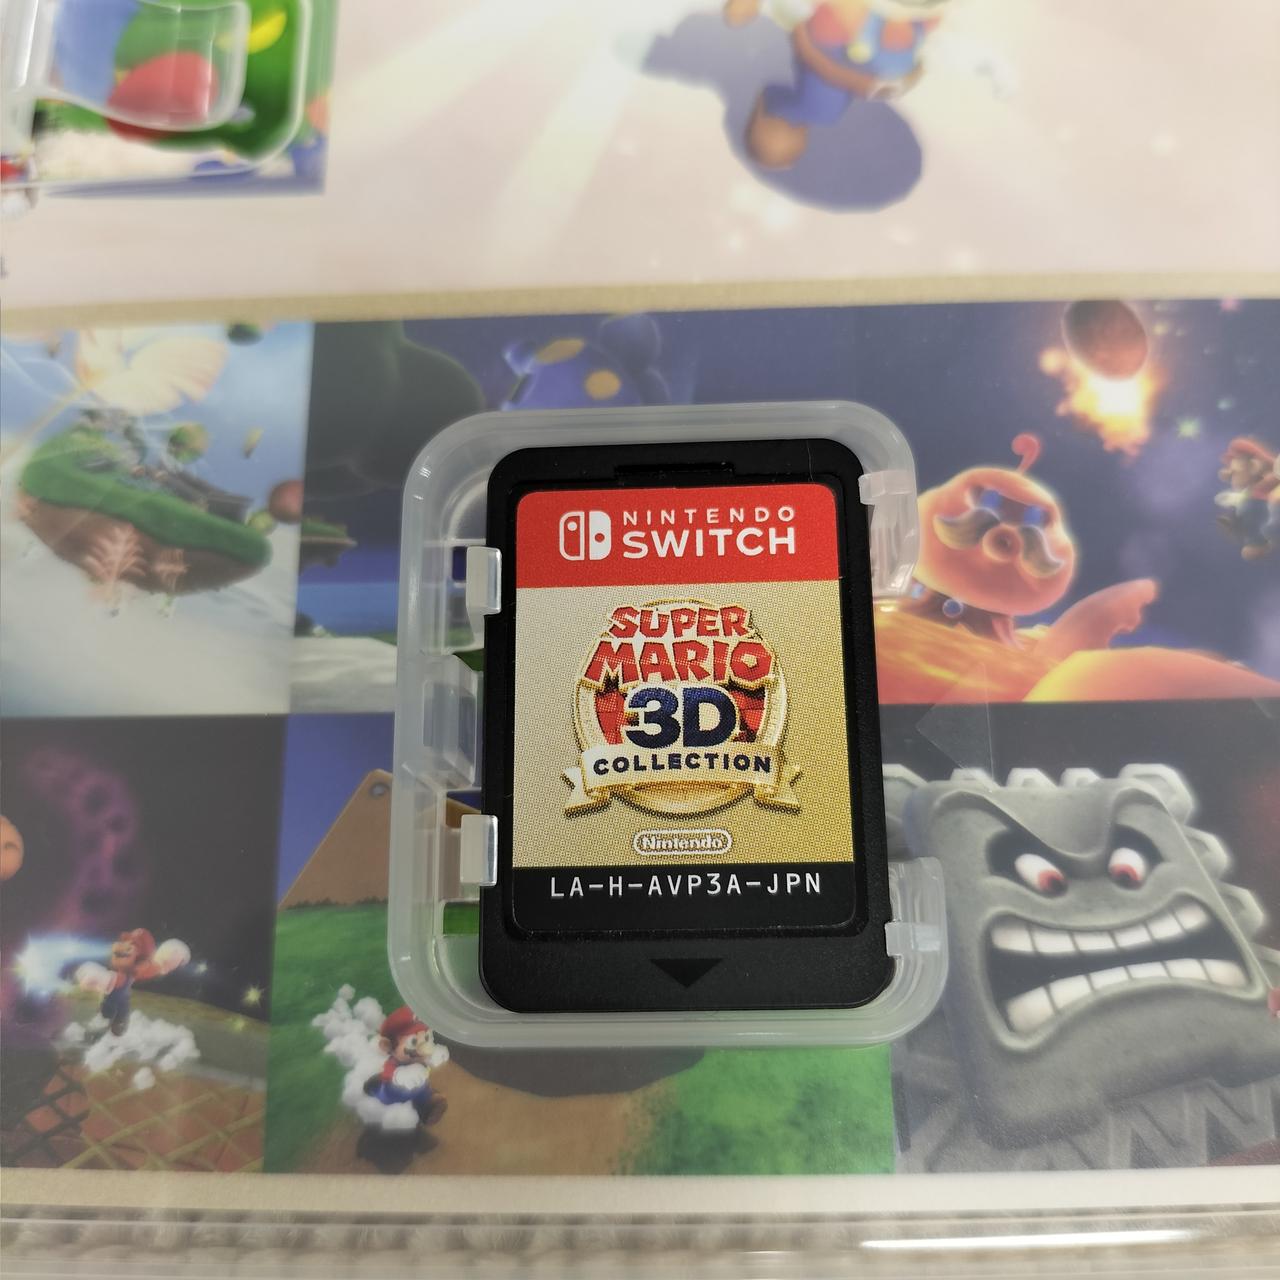 NINTENDO
SWITCH
SUPER
MARIO
3D
COLLECTION
Nintendo
LA-H-AVP3A-JPN